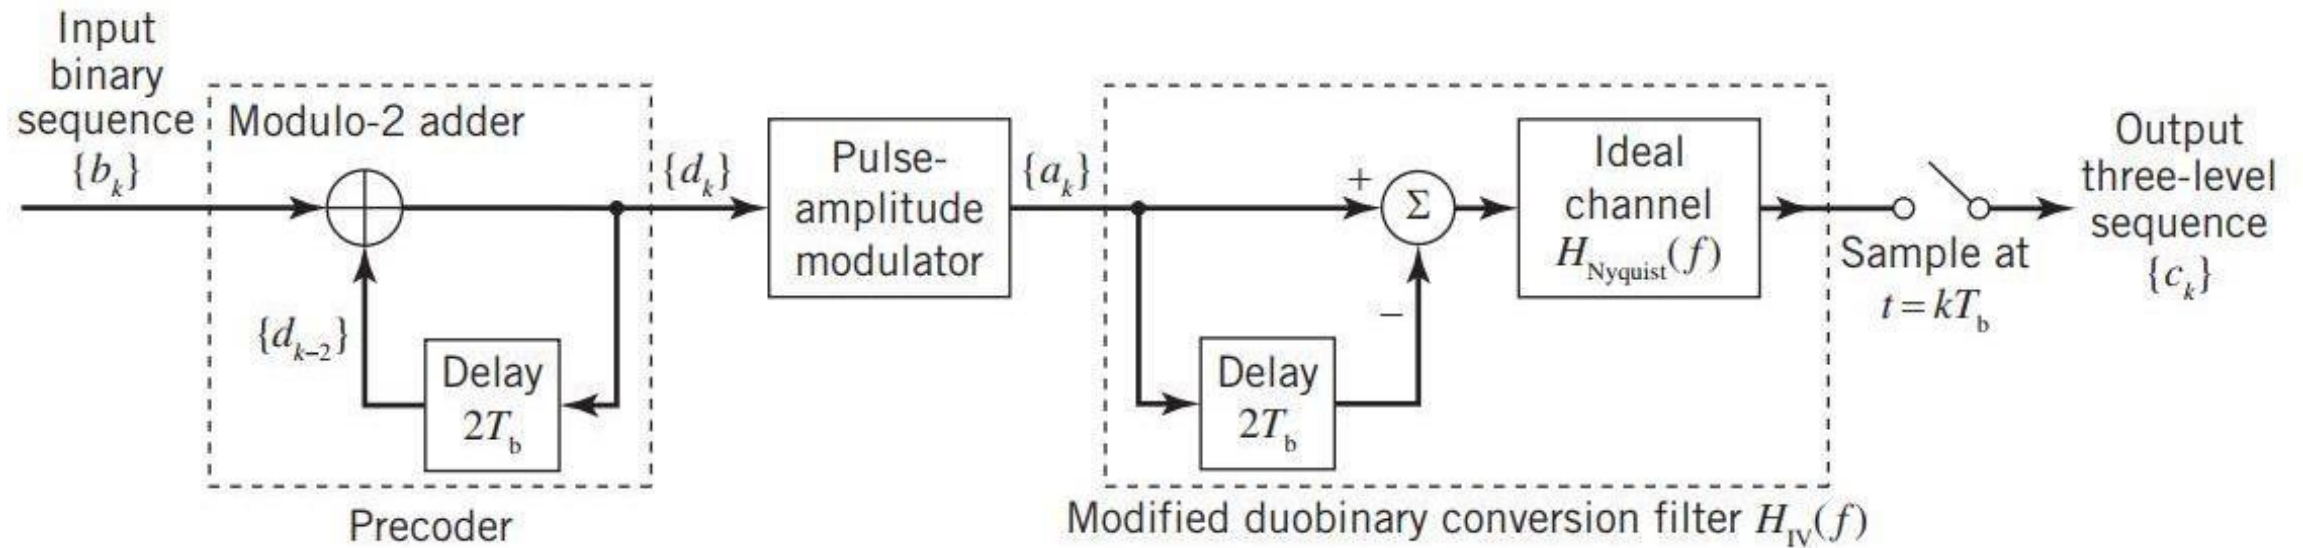 Input
binary
sequence
{b_k}
Modulo-2 adder
{d_{k−2}}
Delay
2T_b
Precoder
{d_k}
Pulse-
amplitude
modulator
{a_k}
+
Σ
−
Delay
2T_b
Ideal
channel
H_Nyquist(f)
Modified duobinary conversion filter H_IV(f)
Sample at
t = kT_b
Output
three-level
sequence
{c_k}